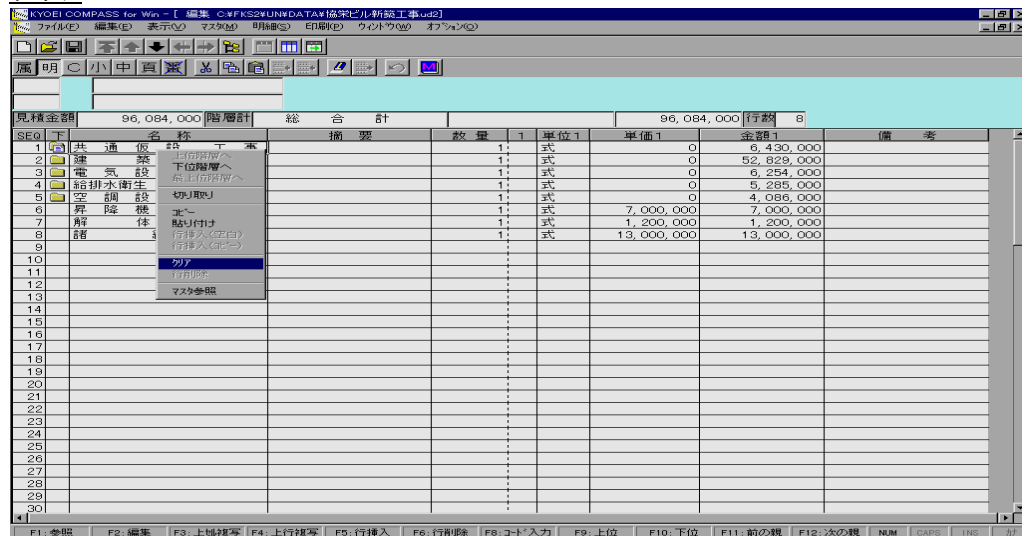 KYOEI COMPASS for Win - [ 編集 C:¥FKS2¥UN¥DATA¥協栄ビル新築工事.ud2]
ファイル(F) 編集(E) 表示(V) マスタ(M) 明細(S) 印刷(P) ウィンドウ(W) オプション(O)
属 明 C 小 中 頁
見積金額 96,084,000 階層計 総 合 計 96,084,000 行数 8
SEQ 下 名 称 摘 要 数 量 1 単位1 単価1 金額1 備 考
1 共 通 仮 設 工 事 1 式 0 6,430,000
2 建 築 1 式 0 52,829,000
3 電 気 設 1 式 0 6,254,000
4 給排水衛生 1 式 0 5,285,000
5 空 調 設 1 式 0 4,086,000
6 昇 降 機 1 式 7,000,000 7,000,000
7 解 体 1 式 1,200,000 1,200,000
8 諸 1 式 13,000,000 13,000,000
9
10
11
12
13
14
15
16
17
18
19
20
21
22
23
24
25
26
27
28
29
30
上位階層へ
下位階層へ
最上位階層へ
切り取り
コピー
貼り付け
行挿入(空白)
行挿入(コピー)
クリア
行削除
マスタ参照
F1:参照 F2:編集 F3:上以複写 F4:上行複写 F5:行挿入 F6:行削除 F8:コード入力 F9:上位 F10:下位 F11:前の親 F12:次の親 NUM CAPS INS カナ